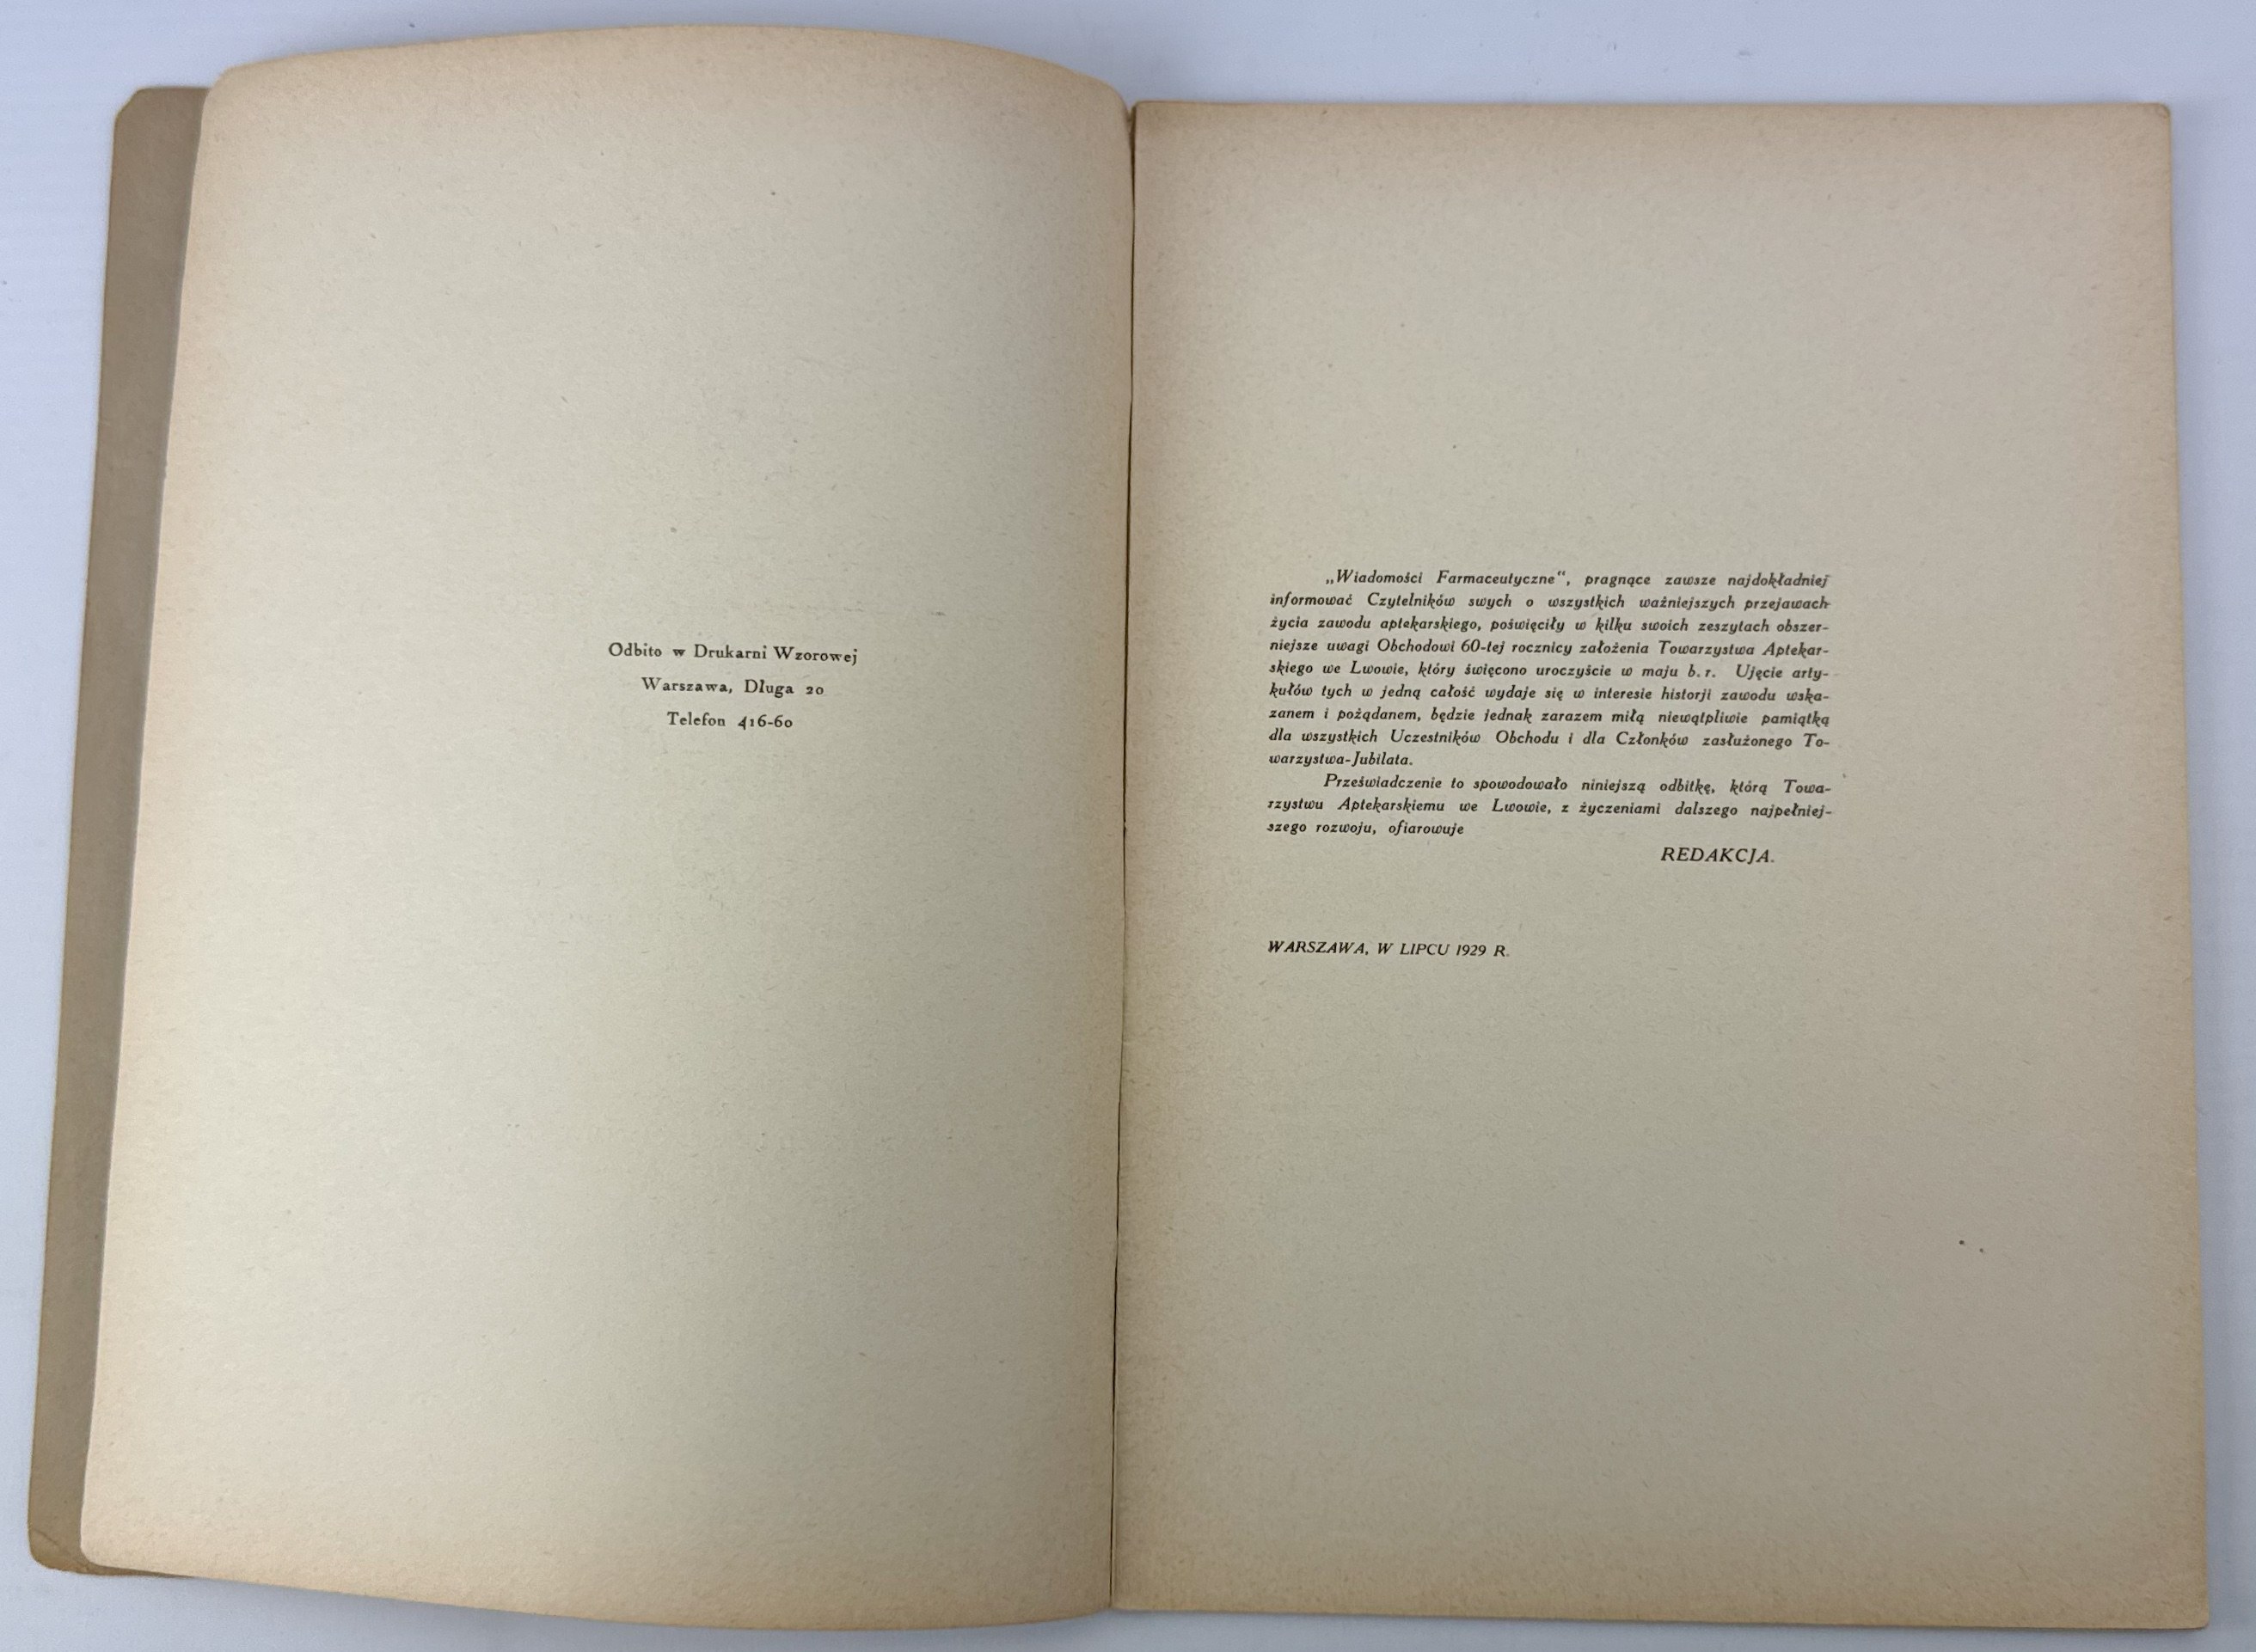 Odbito w Drukarni Wzorowej
Warszawa, Długa 20
Telefon 416-60
„Wiadomości Farmaceutyczne“, pragnące zawsze najdokładniej
informować Czytelników swych o wszystkich ważniejszych przejawach
życia zawodu aptekarskiego, poświęciły w kilku swoich zeszytach obszer-
niejsze uwagi Obchodowi 60-tej rocznicy założenia Towarzystwa Aptekar-
skiego we Lwowie, który święcono uroczyście w maju b. r. Ujęcie arty-
kułów tych w jedną całość wydaje się w interesie historji zawodu wska-
zanem i pożądanem, będzie jednak zarazem miłą niewątpliwie pamiątką
dla wszystkich Uczestników Obchodu i dla Członków zasłużonego To-
warzystwa-Jubilata.
Przeświadczenie to spowodowało niniejszą odbitkę, którą Towa-
rzystwu Aptekarskiemu we Lwowie, z życzeniami dalszego najpełniej-
szego rozwoju, ofiarowuje
REDAKCJA.
WARSZAWA, W LIPCU 1929 R.